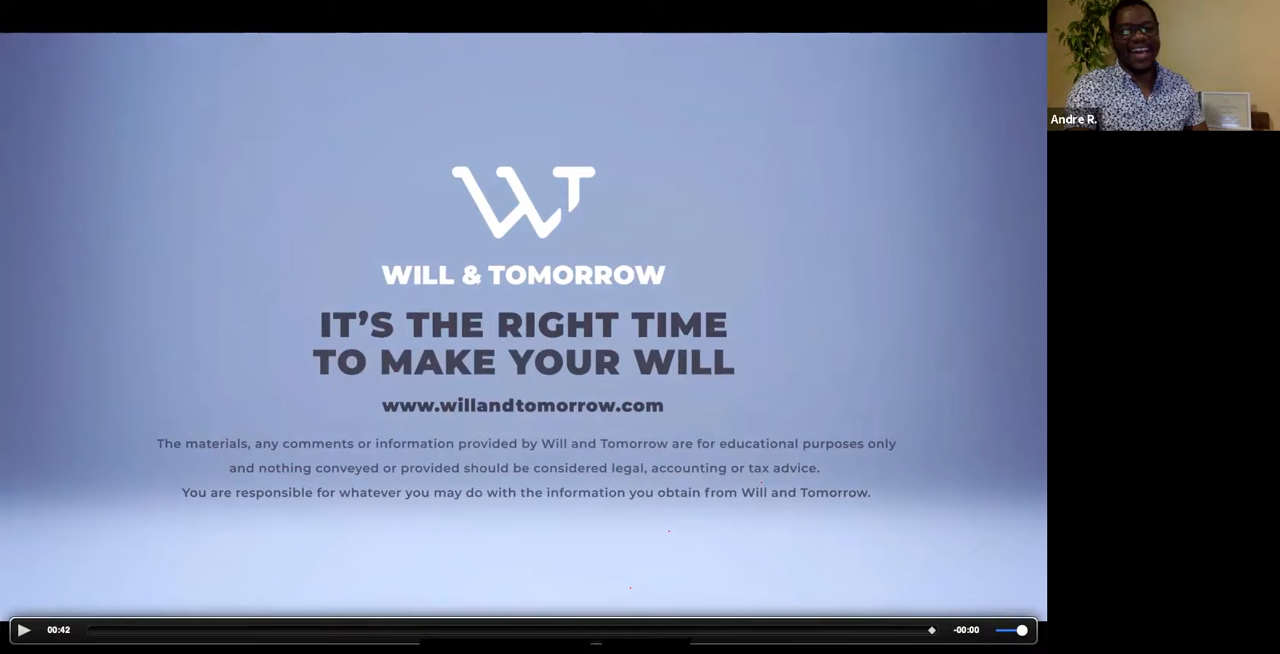 WT
WILL & TOMORROW
IT'S THE RIGHT TIME
TO MAKE YOUR WILL
www.willandtomorrow.com
The materials, any comments or information provided by Will and Tomorrow are for educational purposes only
and nothing conveyed or provided should be considered legal, accounting or tax advice.
You are responsible for whatever you may do with the information you obtain from Will and Tomorrow.
Andre R.
00:42
-00:00